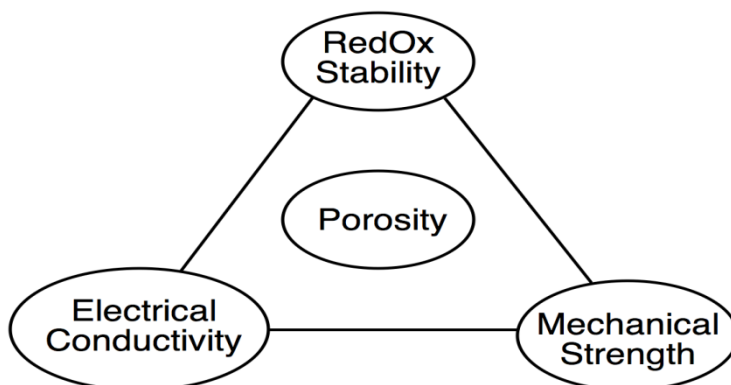 RedOx
Stability
Porosity
Electrical
Conductivity
Mechanical
Strength